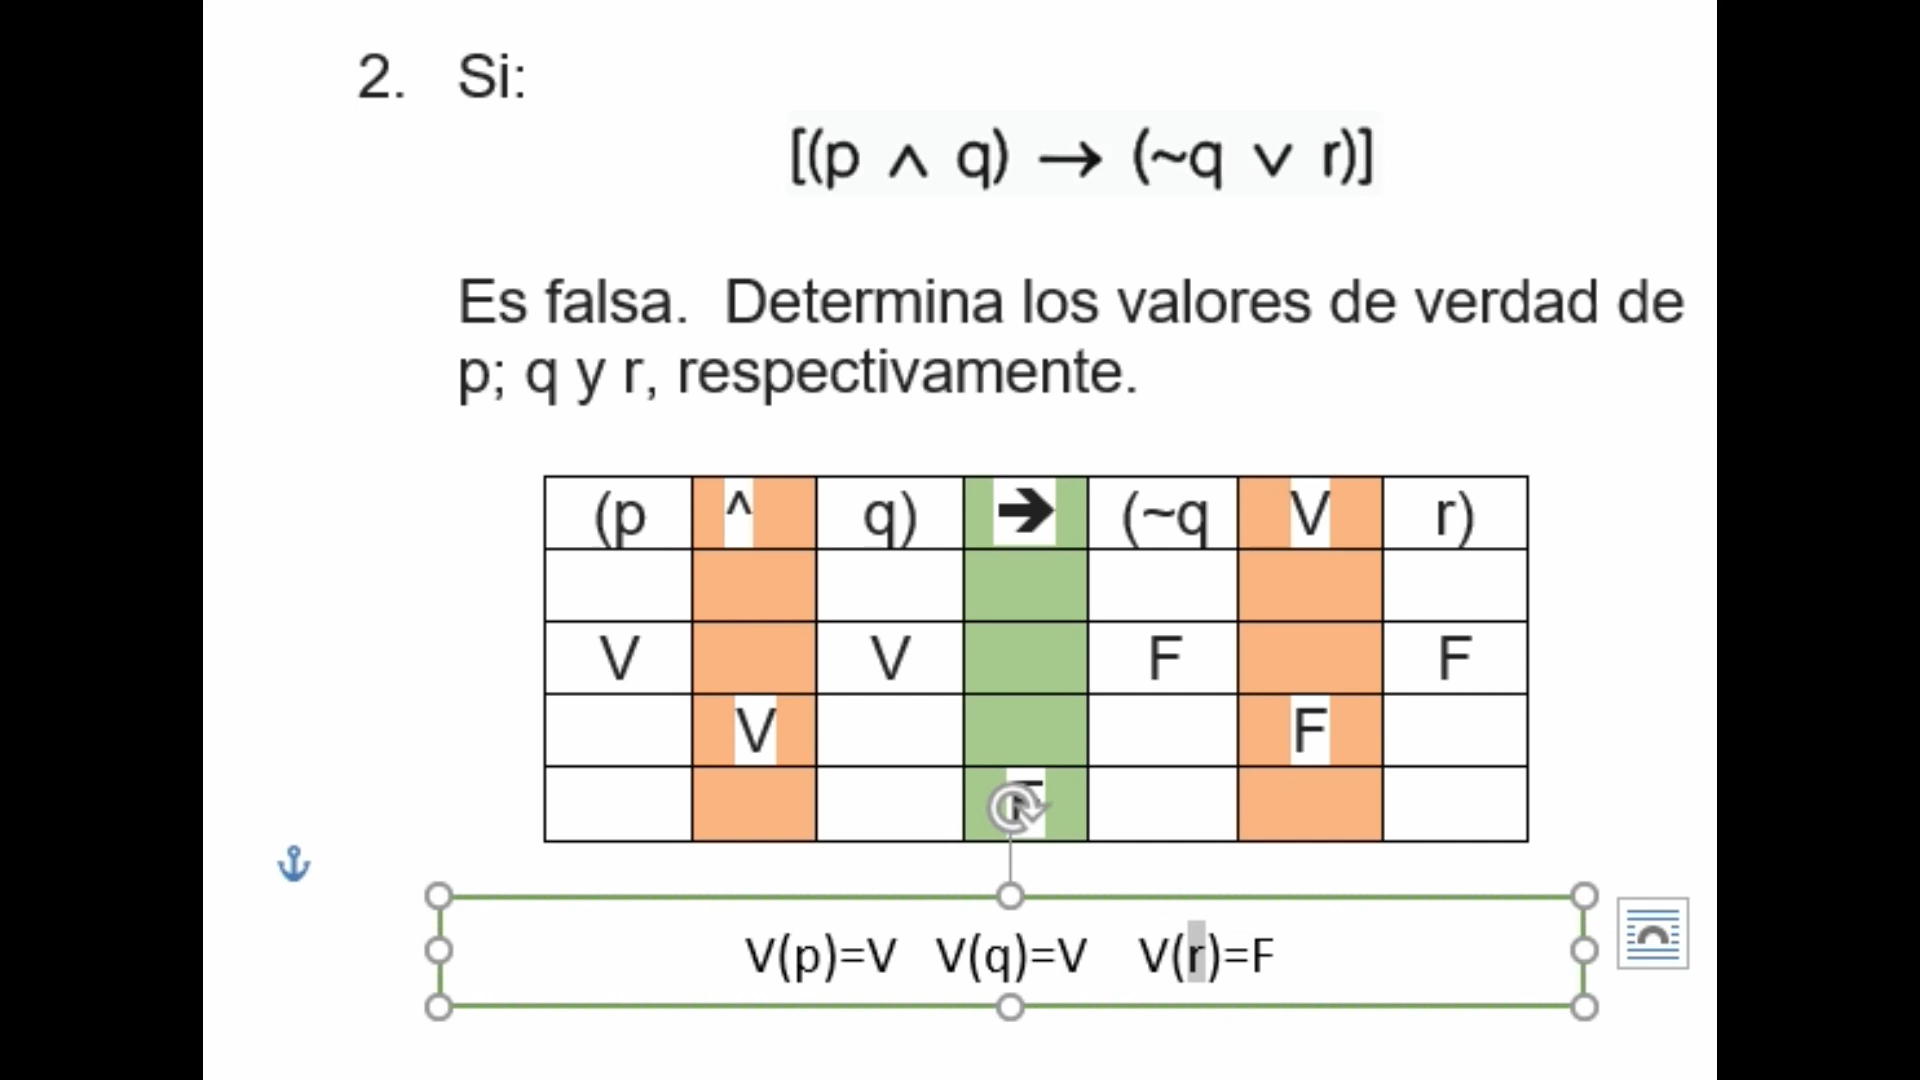 2. Si:
[(p ∧ q) → (~q ∨ r)]
Es falsa. Determina los valores de verdad de
p; q y r, respectivamente.
(p ^ q) → (~q V r)
V V F F
V F
F
V(p)=V V(q)=V V(r)=F